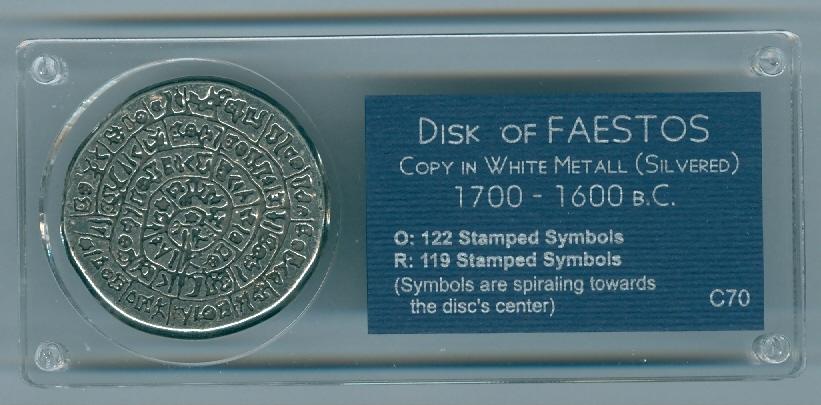 DISK OF FAESTOS
COPY IN WHITE METALL (SILVERED)
1700 - 1600 B.C.
O: 122 Stamped Symbols
R: 119 Stamped Symbols
(Symbols are spiraling towards
the disc's center)
C70